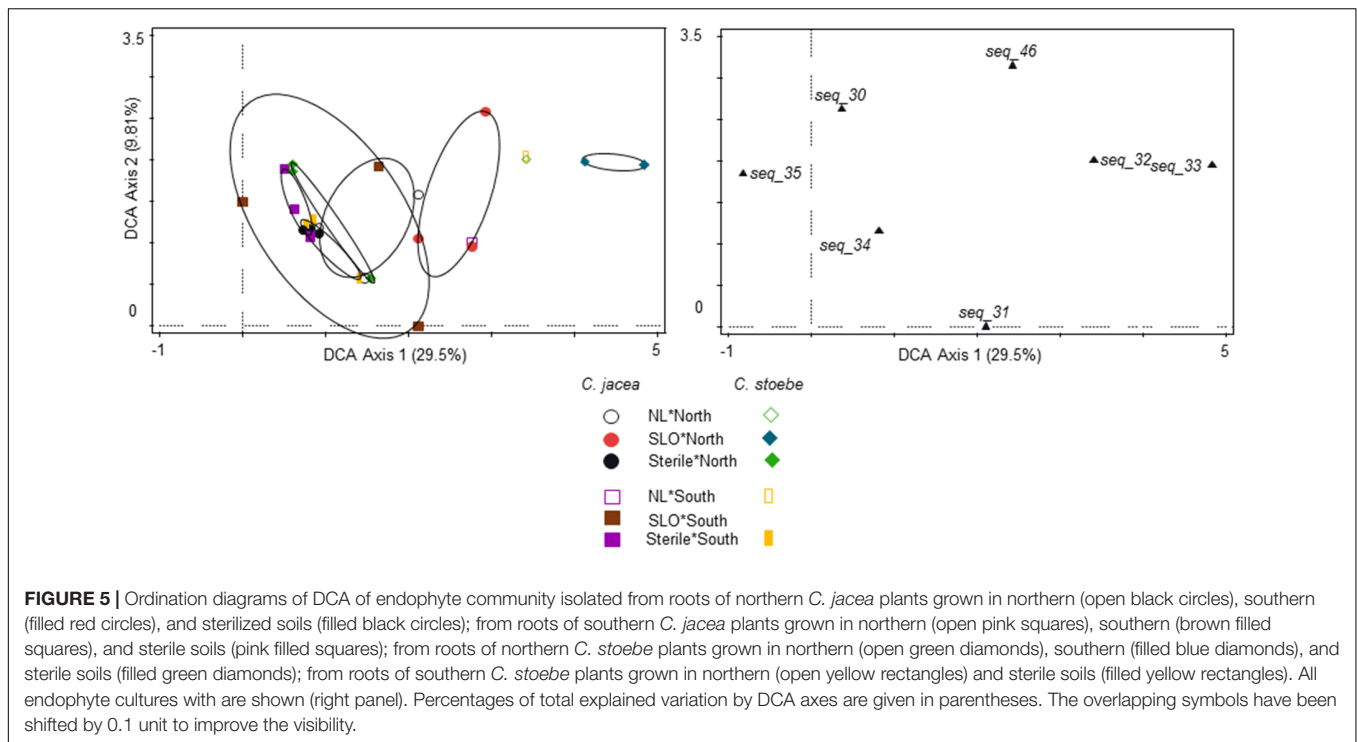 3.5
DCA Axis 2 (9.81%)
0
-1
DCA Axis 1 (29.5%)
5
3.5
seq_46
seq_30
seq_32
seq_33
seq_35
seq_34
seq_31
0
-1
DCA Axis 1 (29.5%)
5
C. jacea
C. stoebe
NL*North
SLO*North
Sterile*North
NL*South
SLO*South
Sterile*South
FIGURE 5 | Ordination diagrams of DCA of endophyte community isolated from roots of northern C. jacea plants grown in northern (open black circles), southern
(filled red circles), and sterilized soils (filled black circles); from roots of southern C. jacea plants grown in northern (open pink squares), southern (brown filled
squares), and sterile soils (pink filled squares); from roots of northern C. stoebe plants grown in northern (open green diamonds), southern (filled blue diamonds), and
sterile soils (filled green diamonds); from roots of southern C. stoebe plants grown in northern (open yellow rectangles) and sterile soils (filled yellow rectangles). All
endophyte cultures with are shown (right panel). Percentages of total explained variation by DCA axes are given in parentheses. The overlapping symbols have been
shifted by 0.1 unit to improve the visibility.